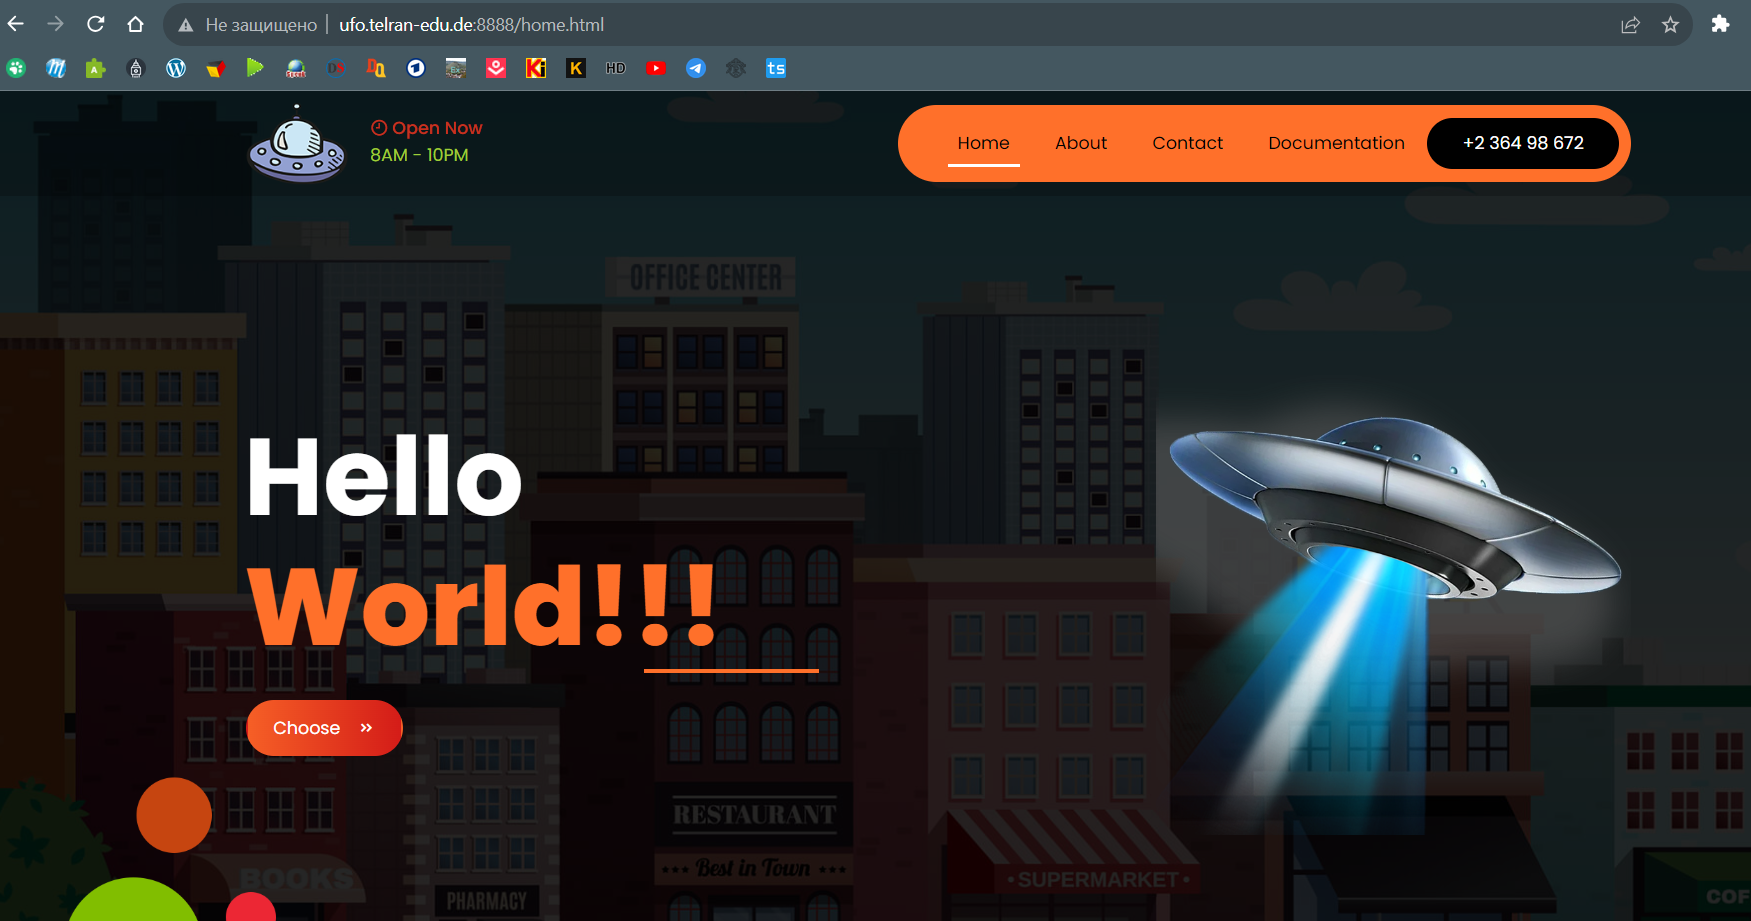 Не защищено | ufo.telran-edu.de:8888/home.html
HD
ts
Open Now
8AM - 10PM
Home About Contact Documentation +2 364 98 672
OFFICE CENTER
Hello
World!!!
Choose »
RESTAURANT
••• Best in Town •••
BOOKS
PHARMACY
•SUPERMARKET•
COF